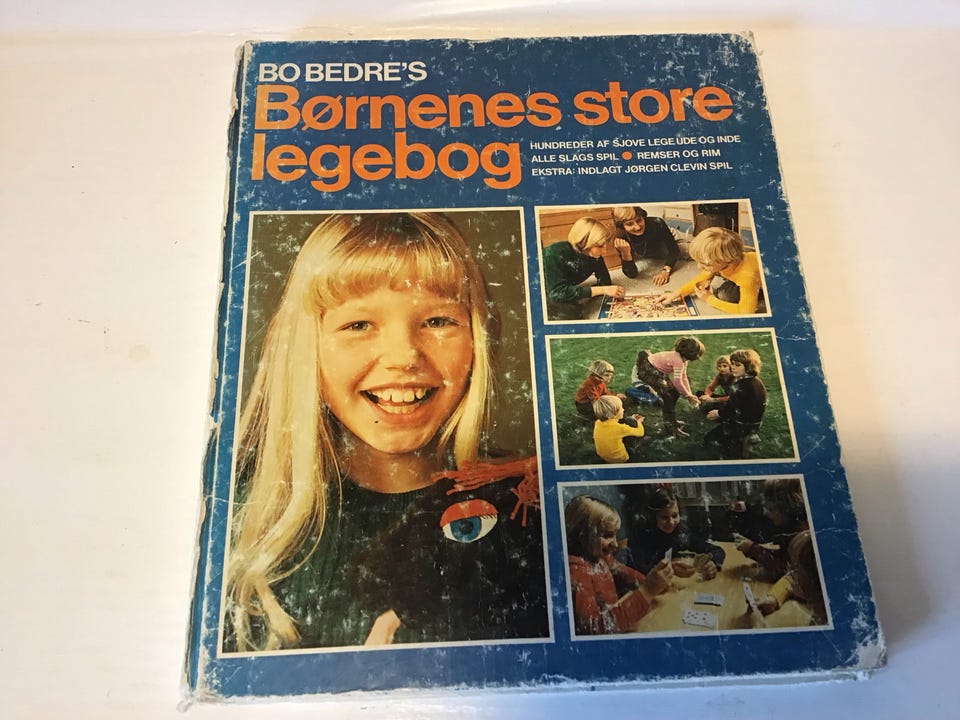 BO BEDRE'S
Børnenes store
legebog
HUNDREDER AF SJOVE LEGE UDE OG INDE
ALLE SLAGS SPIL ● REMSER OG RIM
EKSTRA: INDLAGT JØRGEN CLEVIN SPIL